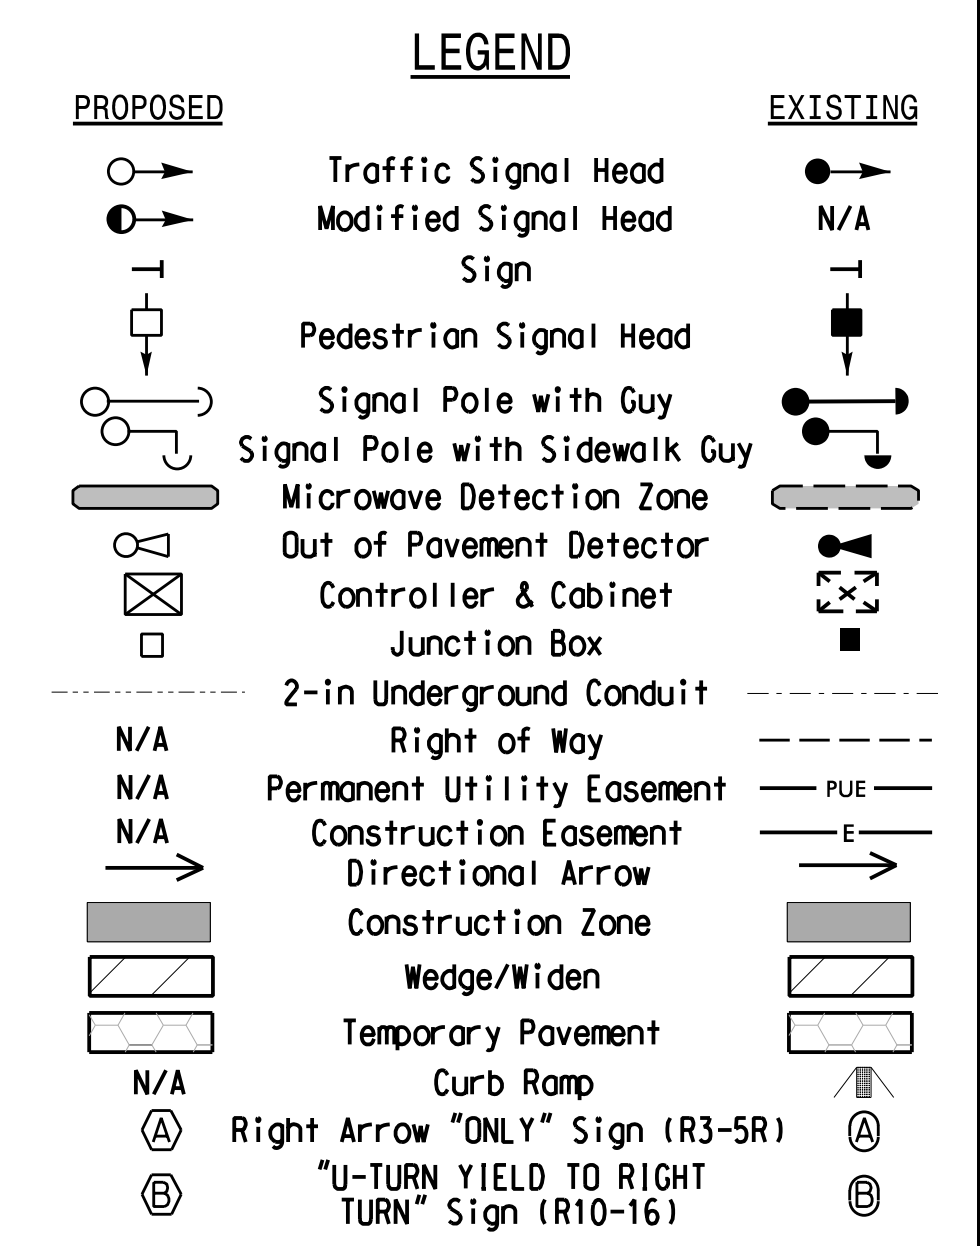 LEGEND
PROPOSED EXISTING
Traffic Signal Head
Modified Signal Head N/A
Sign
Pedestrian Signal Head
Signal Pole with Guy
Signal Pole with Sidewalk Guy
Microwave Detection Zone
Out of Pavement Detector
Controller & Cabinet
Junction Box
2-in Underground Conduit
N/A Right of Way
N/A Permanent Utility Easement PUE
N/A Construction Easement E
Directional Arrow
Construction Zone
Wedge/Widen
Temporary Pavement
N/A Curb Ramp
A Right Arrow "ONLY" Sign (R3-5R) A
"U-TURN YIELD TO RIGHT
B TURN" Sign (R10-16) B